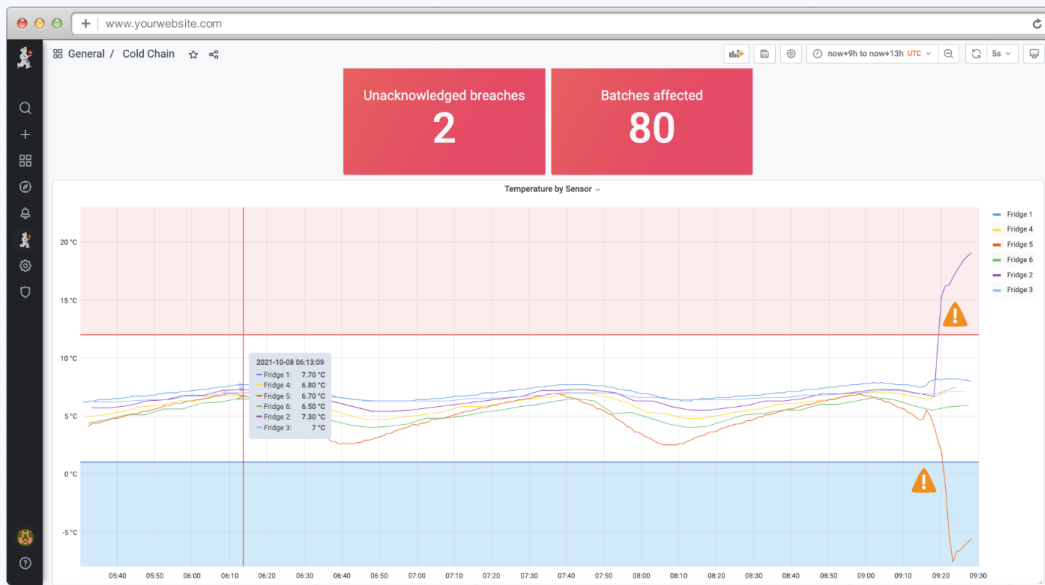 www.yourwebsite.com
General / Cold Chain
now+9h to now+13h UTC
5s
Unacknowledged breaches
2
Batches affected
80
Temperature by Sensor
20 °C
15 °C
10 °C
5 °C
0 °C
-5 °C
Fridge 1
Fridge 4
Fridge 5
Fridge 6
Fridge 2
Fridge 3
2021-10-08 06:13:09
Fridge 1: 7.70 °C
Fridge 4: 6.80 °C
Fridge 5: 6.70 °C
Fridge 6: 6.50 °C
Fridge 2: 7.30 °C
Fridge 3: 7 °C
05:40 05:50 06:00 06:10 06:20 06:30 06:40 06:50 07:00 07:10 07:20 07:30 07:40 07:50 08:00 08:10 08:20 08:30 08:40 08:50 09:00 09:10 09:20 09:30